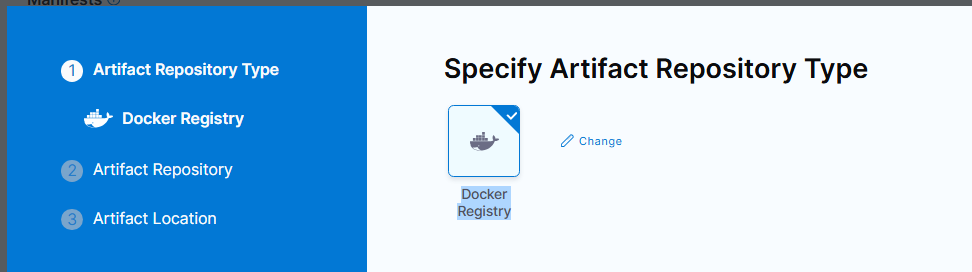 Manifests
1 Artifact Repository Type
Docker Registry
2 Artifact Repository
3 Artifact Location
Specify Artifact Repository Type
Change
Docker
Registry